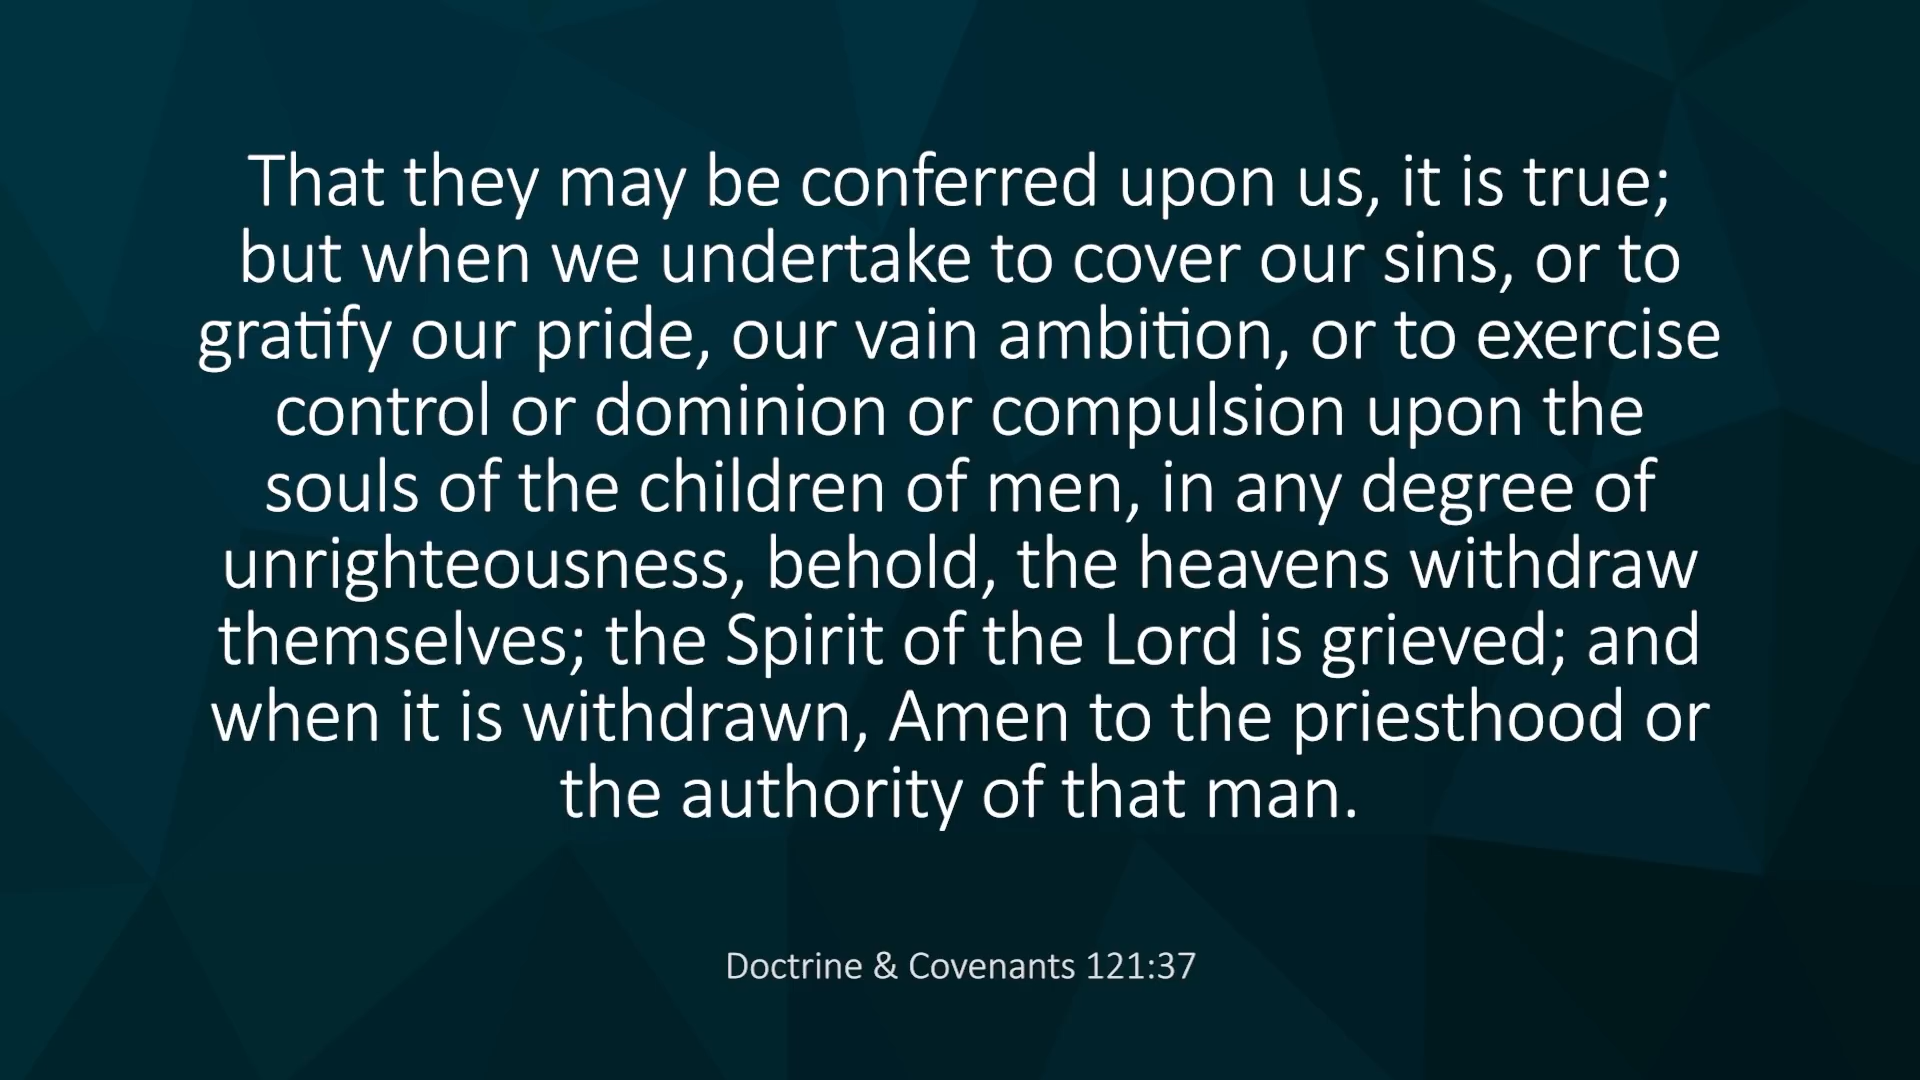 That they may be conferred upon us, it is true;
but when we undertake to cover our sins, or to
gratify our pride, our vain ambition, or to exercise
control or dominion or compulsion upon the
souls of the children of men, in any degree of
unrighteousness, behold, the heavens withdraw
themselves; the Spirit of the Lord is grieved; and
when it is withdrawn, Amen to the priesthood or
the authority of that man.
Doctrine & Covenants 121:37